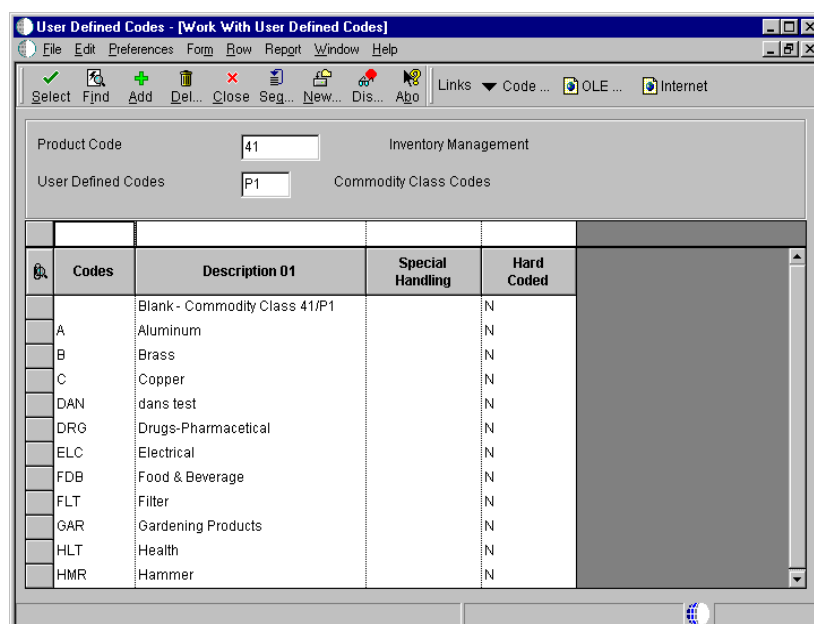 User Defined Codes - [Work With User Defined Codes]
File Edit Preferences Form Row Report Window Help
Select Find Add Del... Close Seq... New... Dis... Abo Links Code ... OLE ... Internet
Product Code 41 Inventory Management
User Defined Codes P1 Commodity Class Codes
Codes Description 01 Special Handling Hard Coded
Blank - Commodity Class 41/P1 N
A Aluminum N
B Brass N
C Copper N
DAN dans test N
DRG Drugs-Pharmacetical N
ELC Electrical N
FDB Food & Beverage N
FLT Filter N
GAR Gardening Products N
HLT Health N
HMR Hammer N